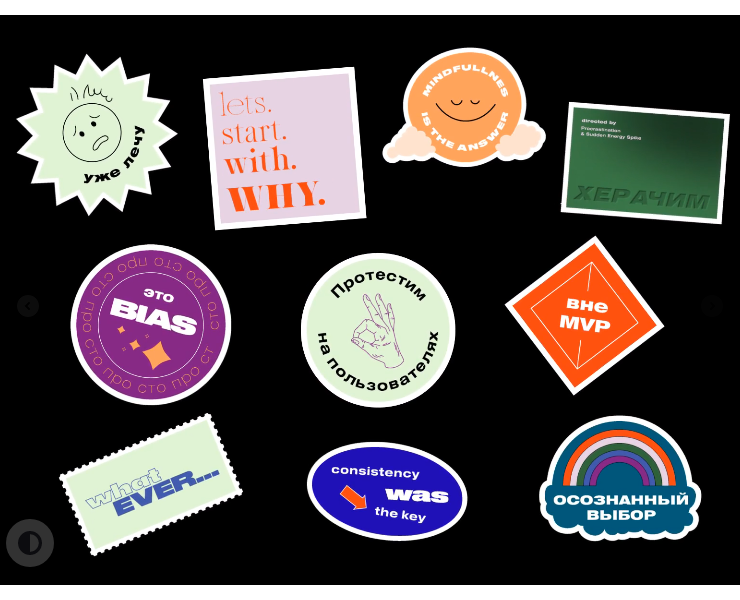 уже лечу
lets.
start.
with.
WHY.
MINDFULLNES
IS THE ANSWER
directed by
Procrastination
& Sudden Energy Spike
ХЕРАЧИМ
сто про сто про сто про сто про сто про сто про ст
это
BIAS
Протестим
на пользователях
вне
MVP
what
EVER...
consistency
was
the key
ОСОЗНАННЫЙ
ВЫБОР